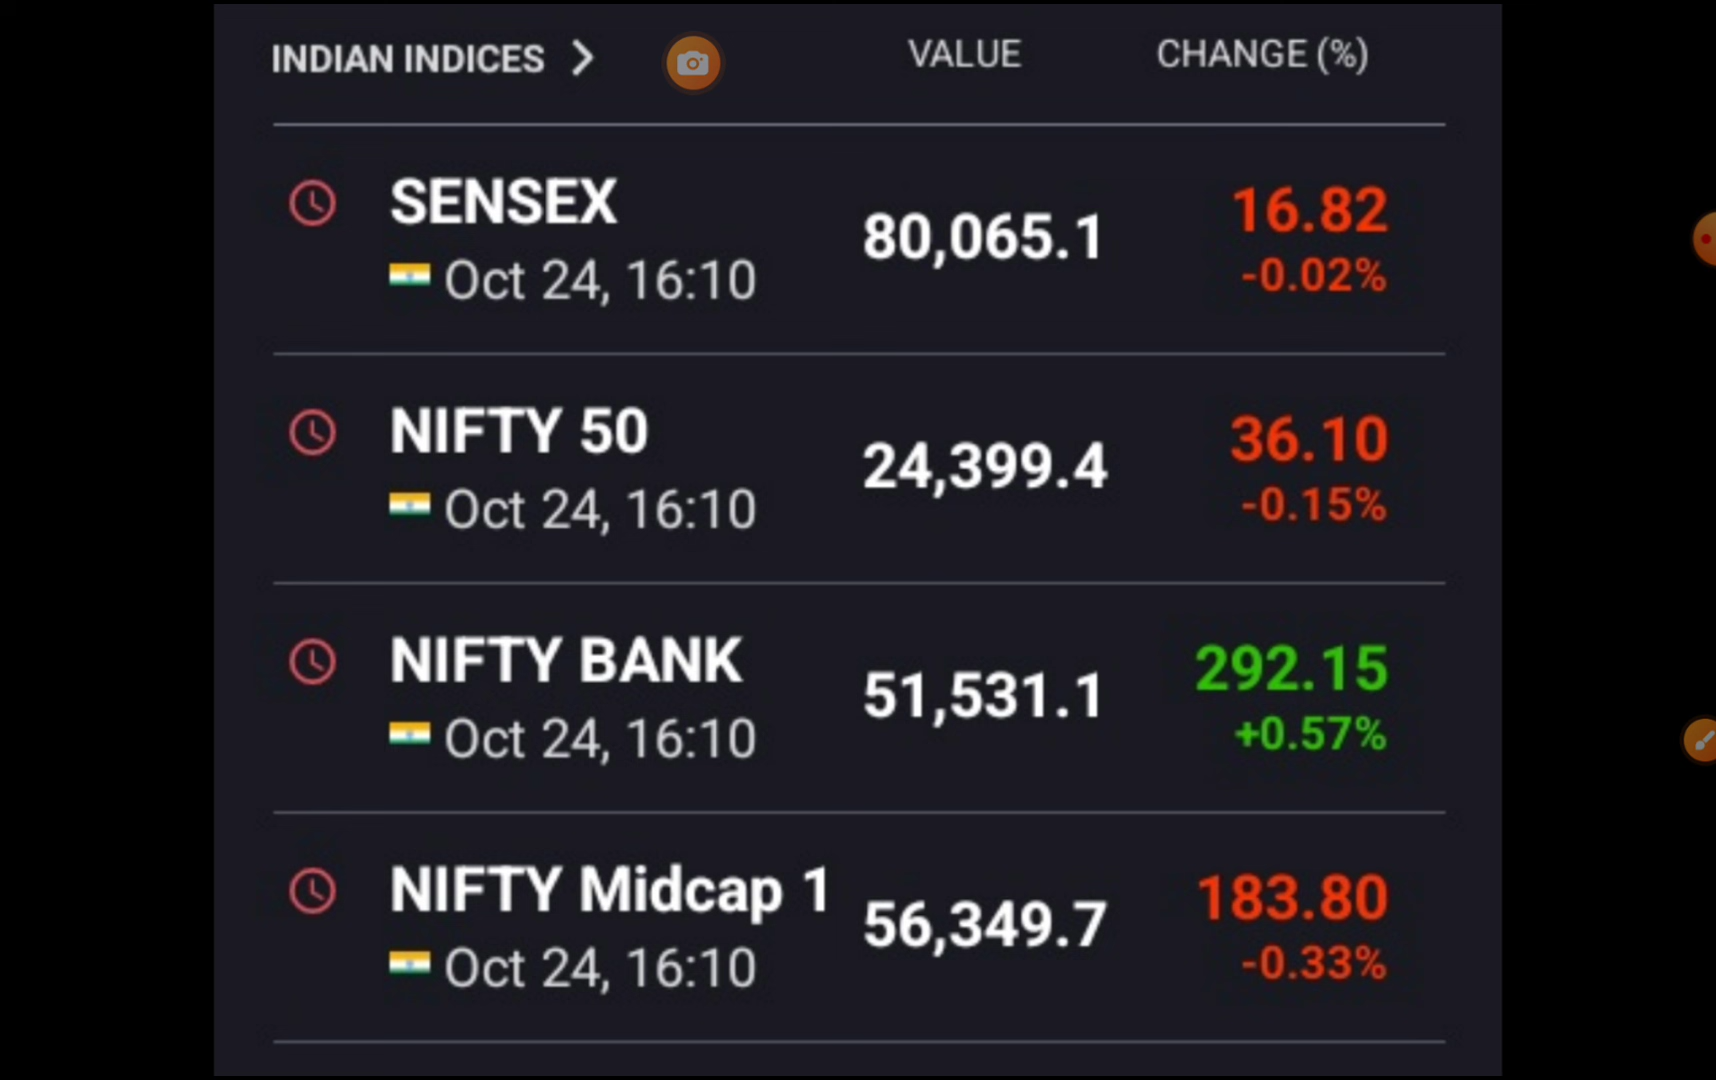 INDIAN INDICES VALUE CHANGE (%)
SENSEX
Oct 24, 16:10
80,065.1
16.82
-0.02%
NIFTY 50
Oct 24, 16:10
24,399.4
36.10
-0.15%
NIFTY BANK
Oct 24, 16:10
51,531.1
292.15
+0.57%
NIFTY Midcap 1
Oct 24, 16:10
56,349.7
183.80
-0.33%